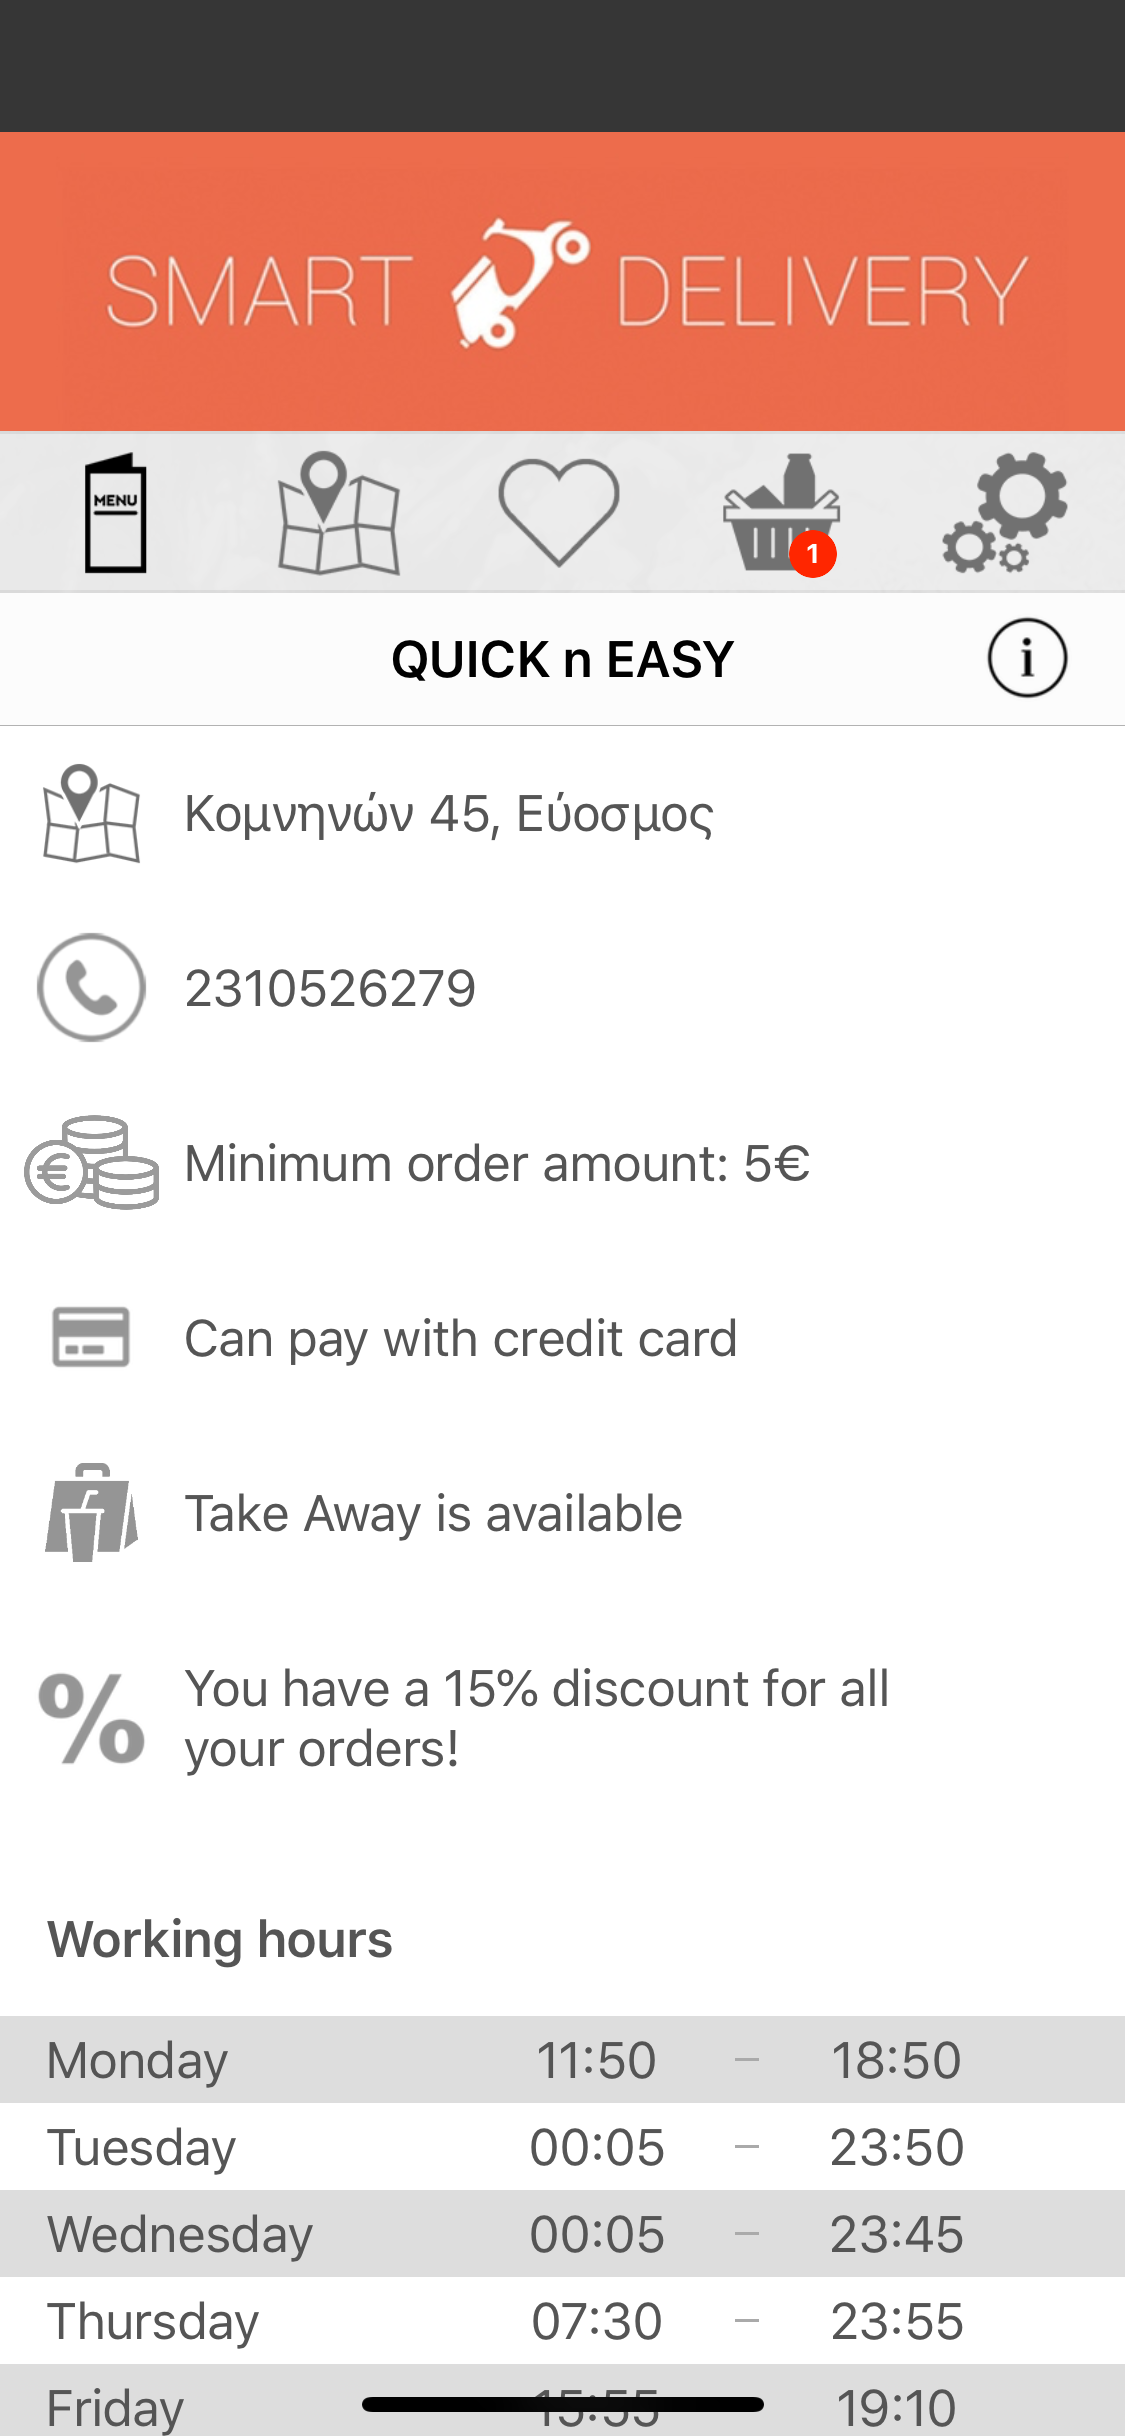 SMART DELIVERY
MENU
1
QUICK n EASY
i
Κομνηνών 45, Εύοσμος
2310526279
€ Minimum order amount: 5€
Can pay with credit card
Take Away is available
% You have a 15% discount for all
your orders!
Working hours
Monday 11:50 – 18:50
Tuesday 00:05 – 23:50
Wednesday 00:05 – 23:45
Thursday 07:30 – 23:55
Friday 15:55 19:10